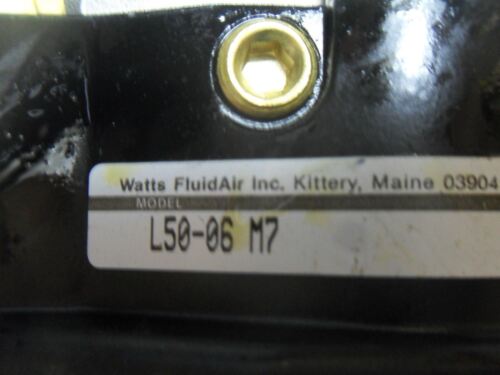 Watts FluidAir Inc. Kittery, Maine 03904
MODEL
L50-06 M7